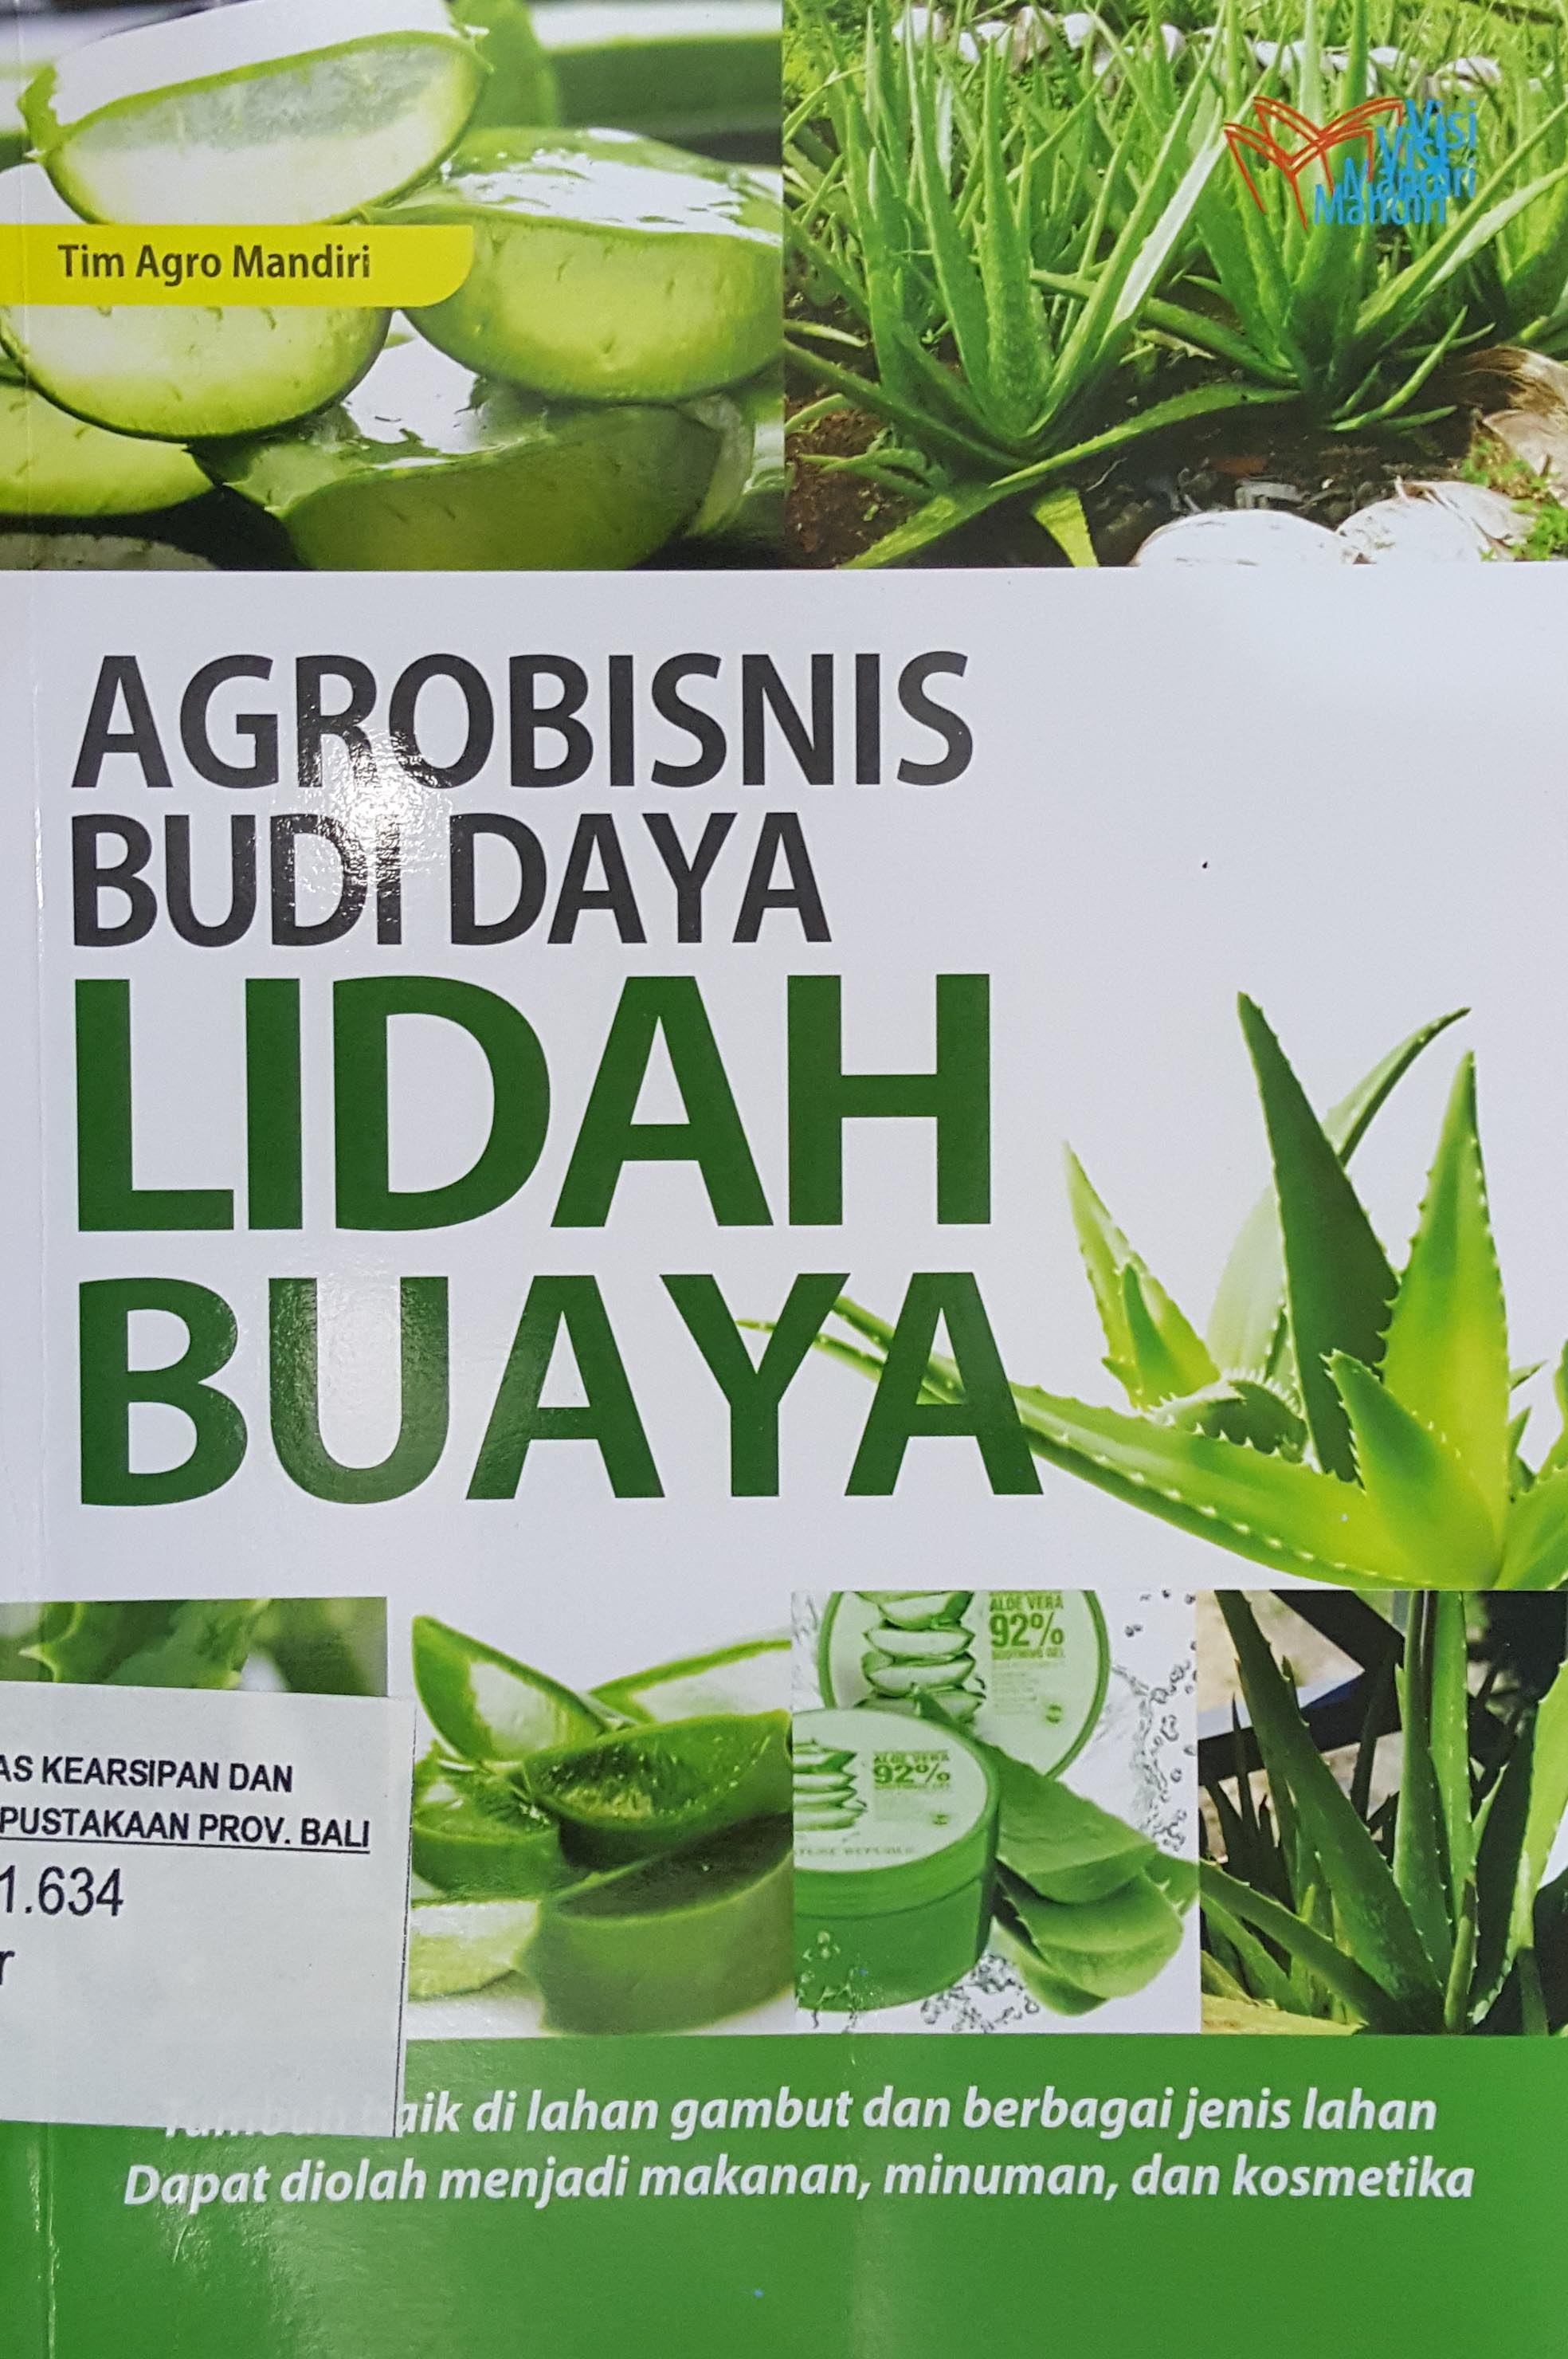 Visi
Mandiri
Tim Agro Mandiri
AGROBISNIS
BUDI DAYA
LIDAH
BUAYA
ALOE VERA
92%
SOOTHING GEL
ALOE VERA
92%
AS KEARSIPAN DAN
PUSTAKAAN PROV. BALI
1.634
r
aik di lahan gambut dan berbagai jenis lahan
Dapat diolah menjadi makanan, minuman, dan kosmetika